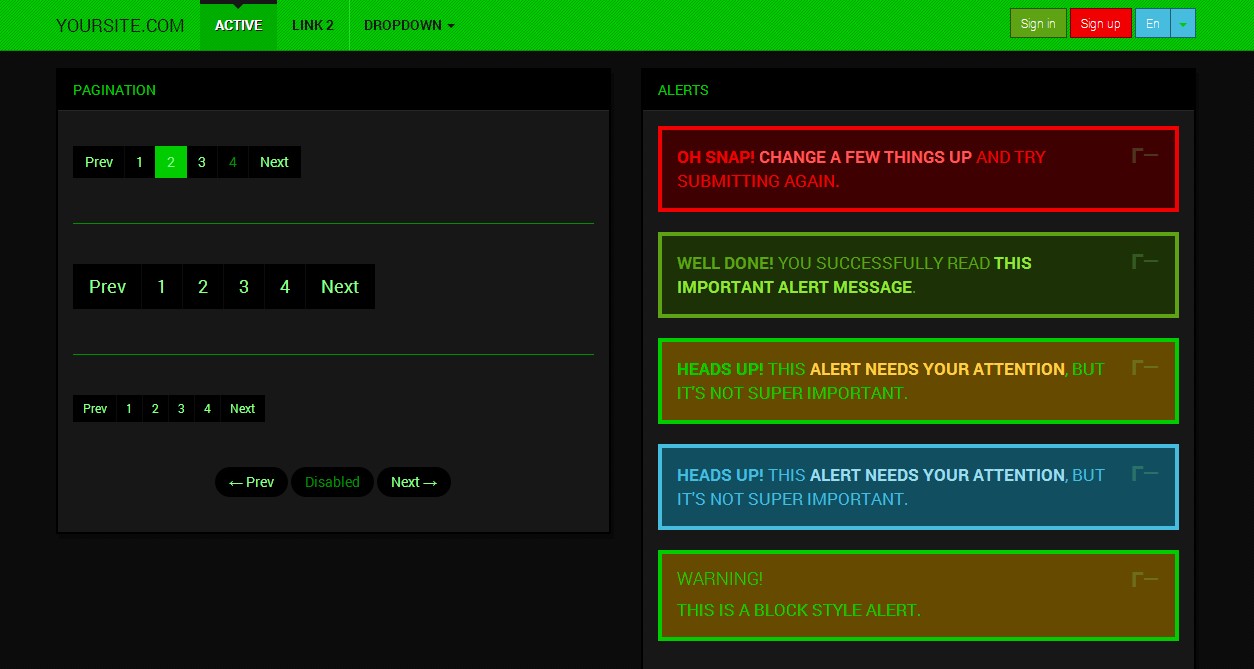 YOURSITE.COM ACTIVE LINK 2 DROPDOWN Sign in Sign up En
PAGINATION
Prev 1 2 3 4 Next
Prev 1 2 3 4 Next
Prev 1 2 3 4 Next
← Prev Disabled Next →
ALERTS
OH SNAP! CHANGE A FEW THINGS UP AND TRY
SUBMITTING AGAIN.
WELL DONE! YOU SUCCESSFULLY READ THIS
IMPORTANT ALERT MESSAGE.
HEADS UP! THIS ALERT NEEDS YOUR ATTENTION, BUT
IT'S NOT SUPER IMPORTANT.
HEADS UP! THIS ALERT NEEDS YOUR ATTENTION, BUT
IT'S NOT SUPER IMPORTANT.
WARNING!
THIS IS A BLOCK STYLE ALERT.